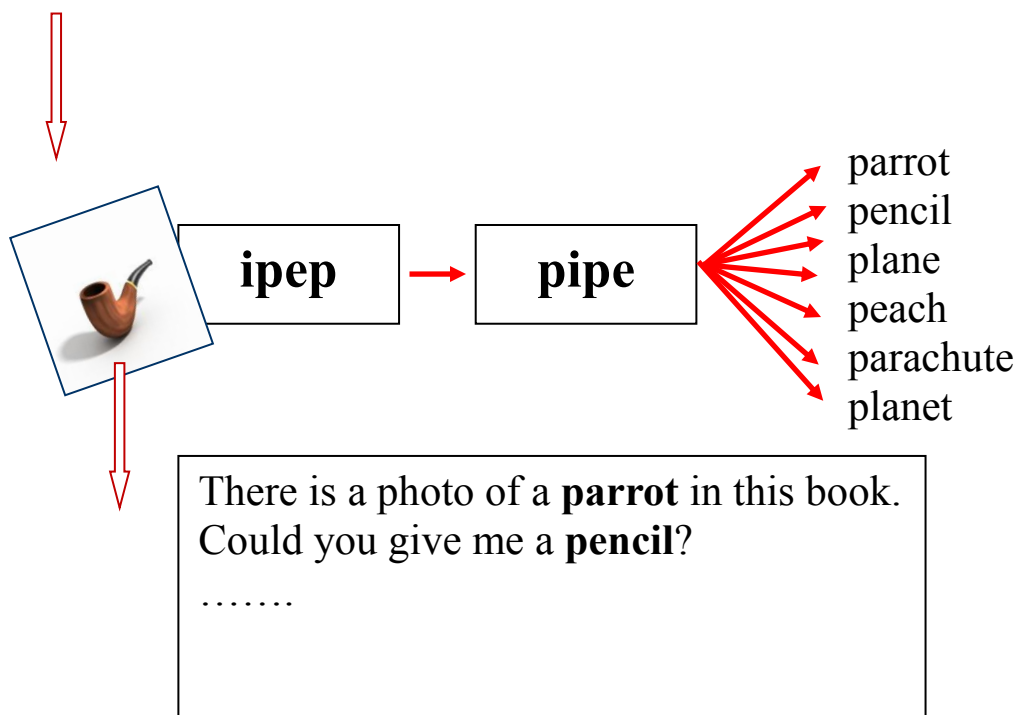 ipep
pipe
parrot
pencil
plane
peach
parachute
planet
There is a photo of a parrot in this book.
Could you give me a pencil?
…….